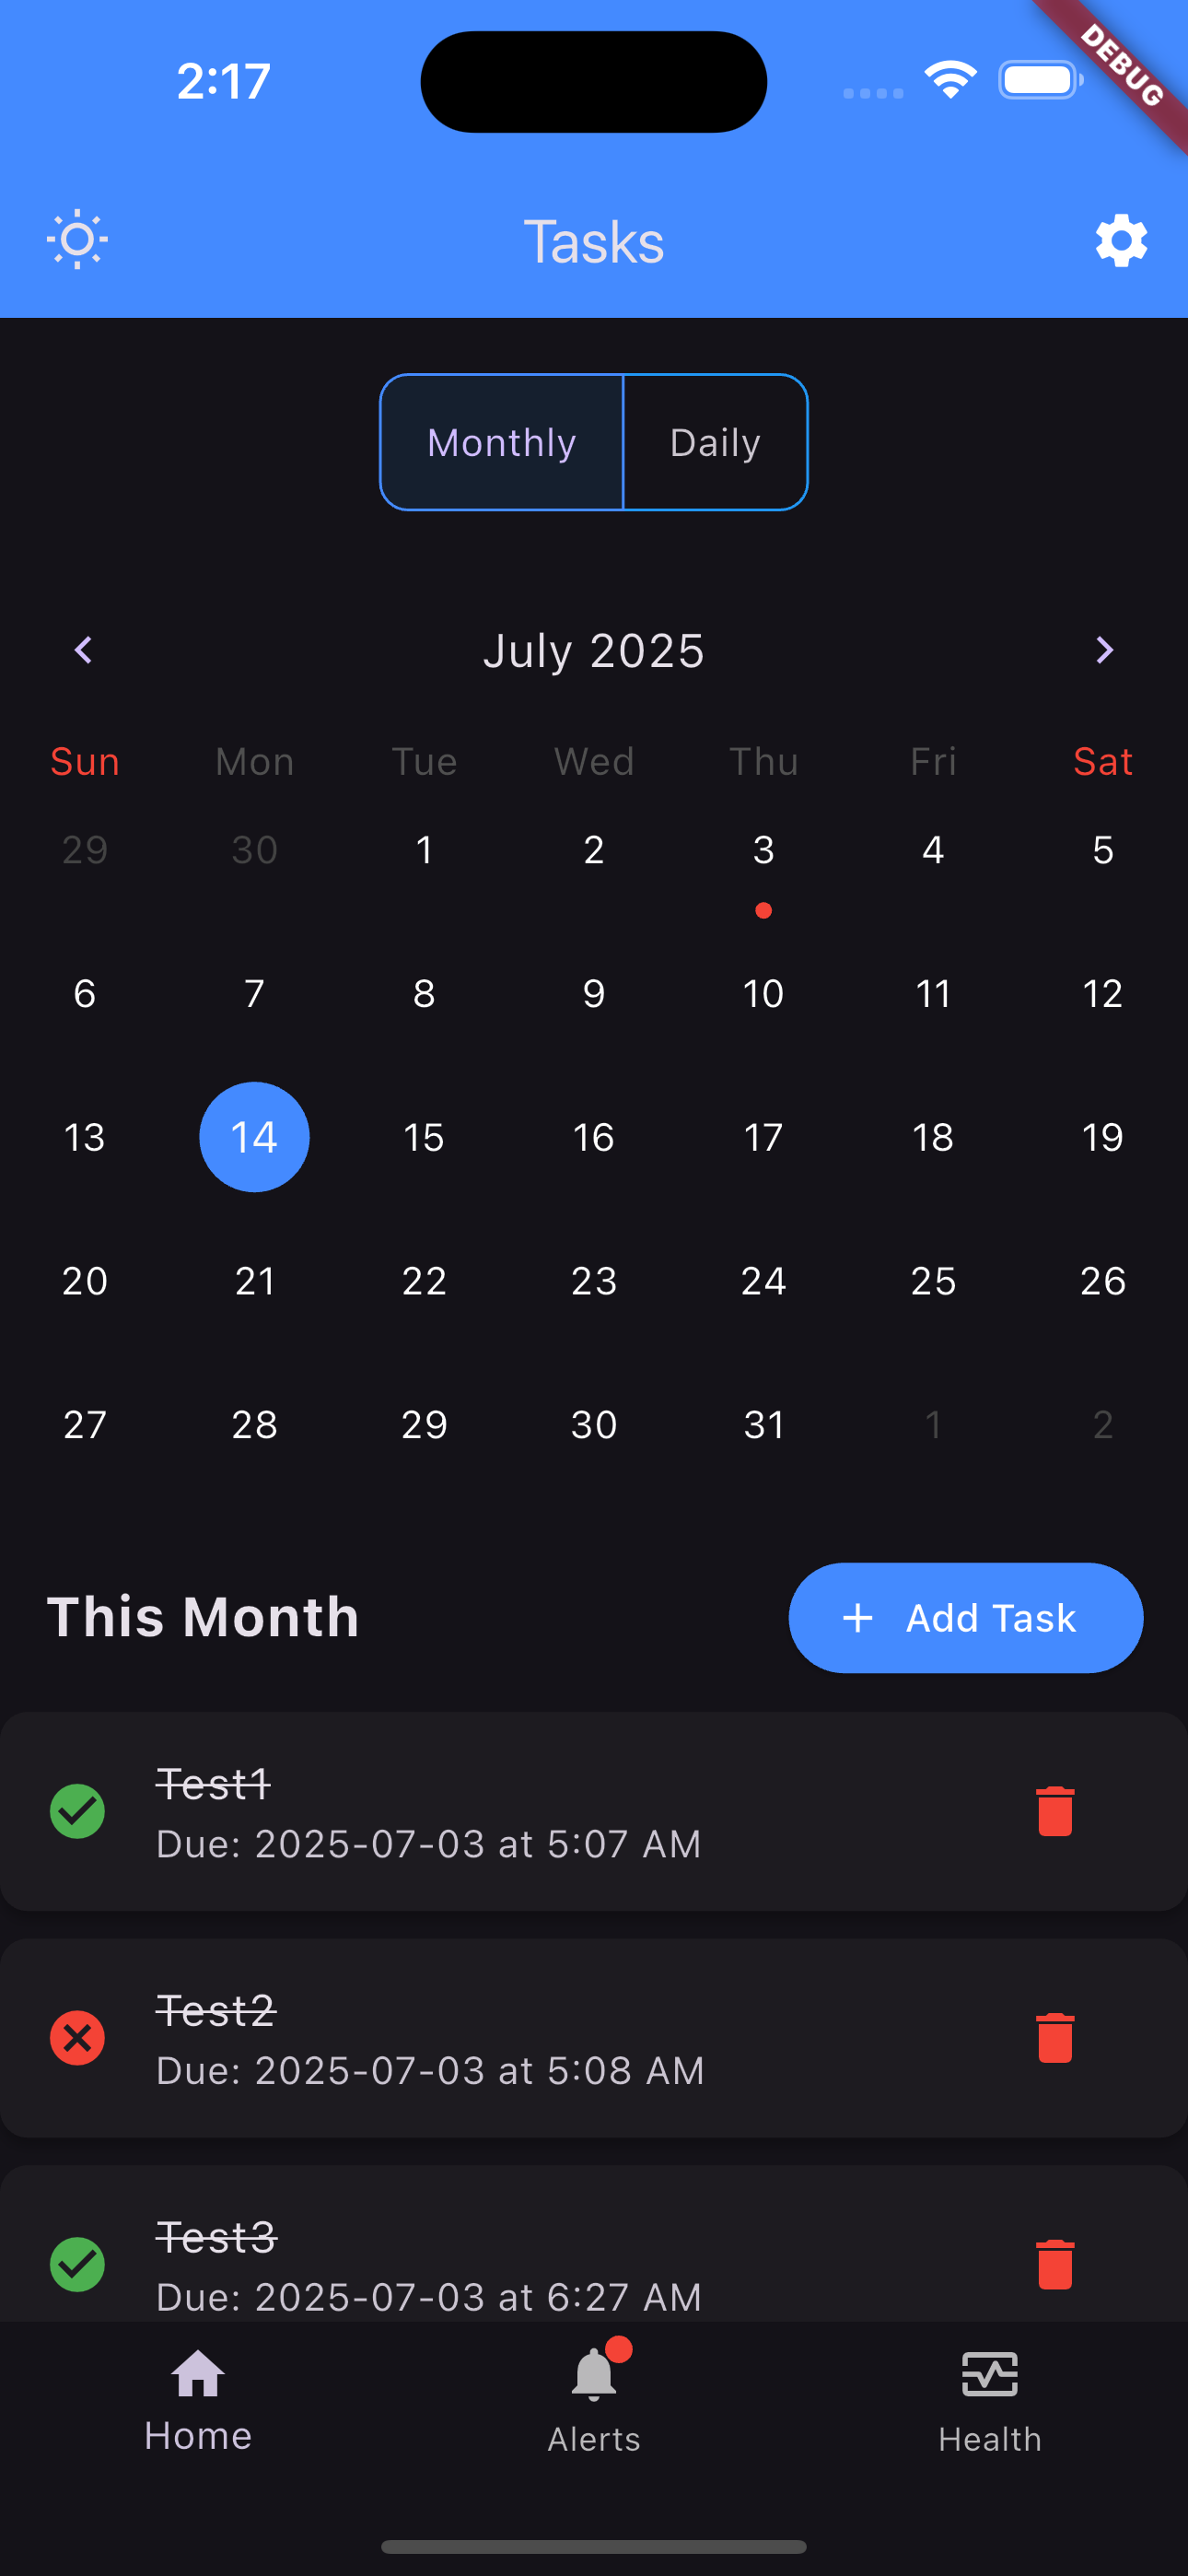 2:17
DEBUG
Tasks
Monthly Daily
July 2025
Sun Mon Tue Wed Thu Fri Sat
29 30 1 2 3 4 5
6 7 8 9 10 11 12
13 14 15 16 17 18 19
20 21 22 23 24 25 26
27 28 29 30 31 1 2
This Month + Add Task
Test1
Due: 2025-07-03 at 5:07 AM
Test2
Due: 2025-07-03 at 5:08 AM
Test3
Due: 2025-07-03 at 6:27 AM
Home Alerts Health